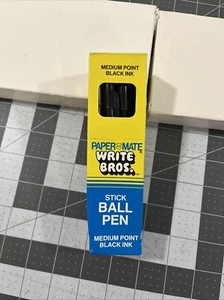 MEDIUM POINT
BLACK INK
PAPER MATE
WRITE
BROS.
STICK
BALL
PEN
MEDIUM POINT
BLACK INK